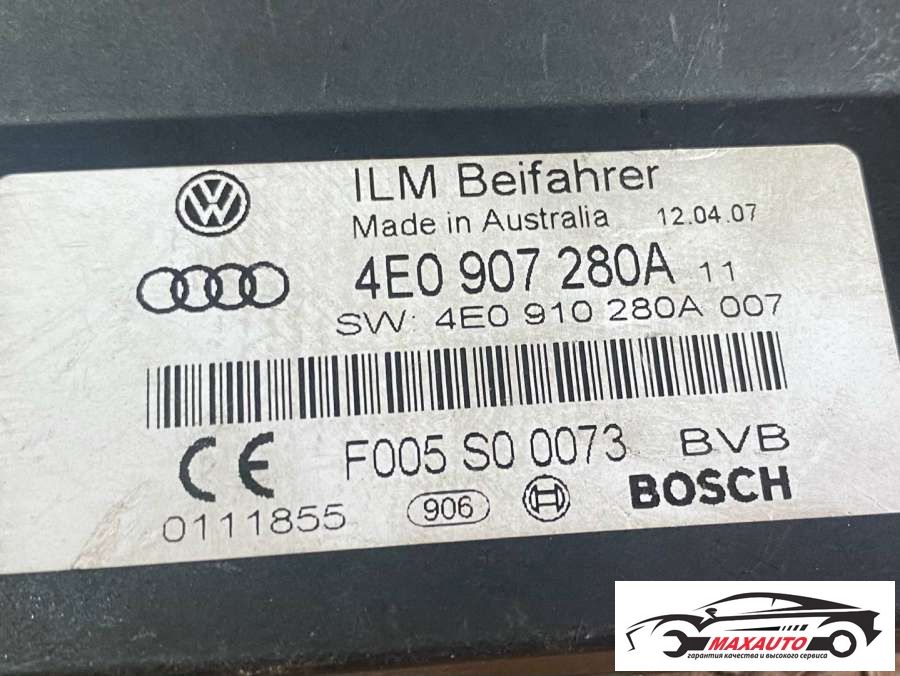 ILM Beifahrer
Made in Australia 12.04.07
4E0 907 280A 11
SW: 4E0 910 280A 007
F005 S0 0073 BVB
0111855 906 BOSCH
MAXAUTO
гарантия качества и высокого сервиса